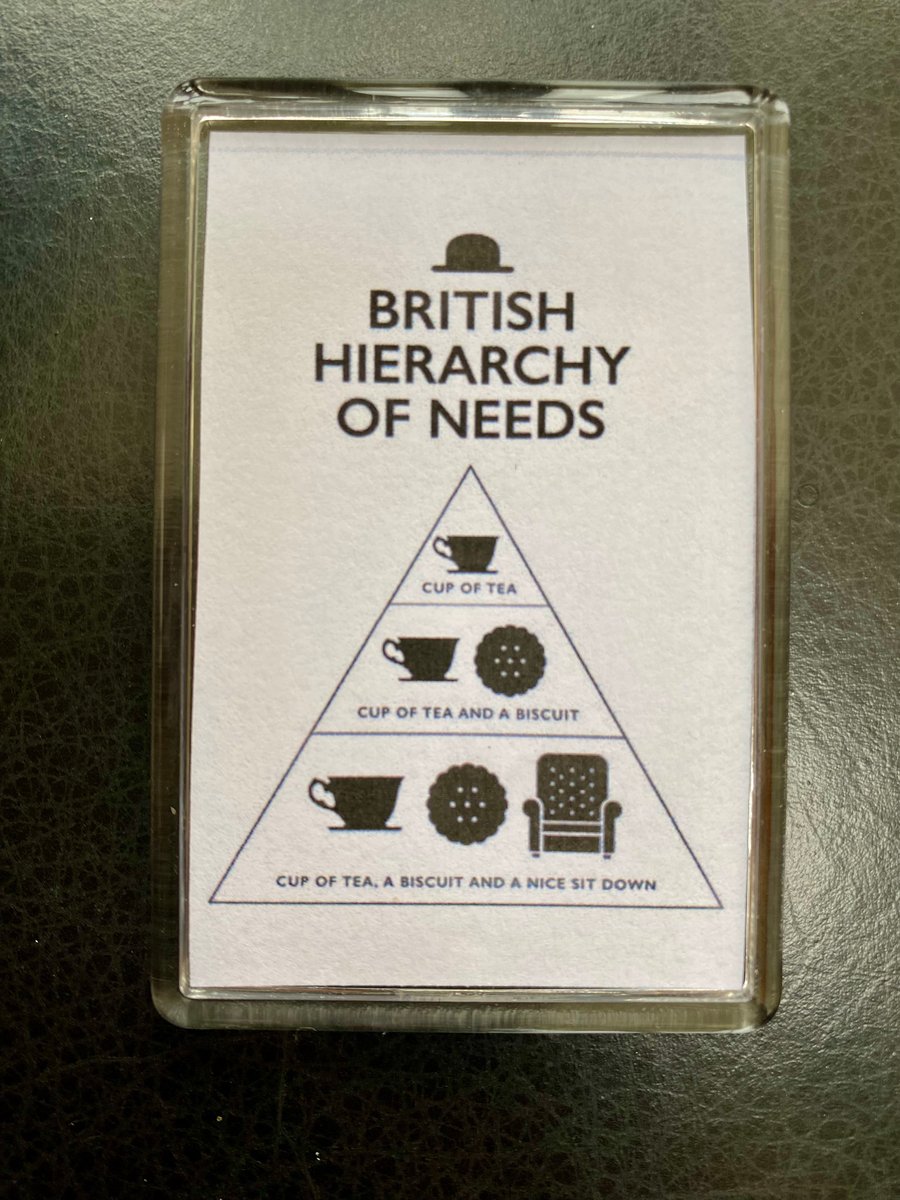 BRITISH
HIERARCHY
OF NEEDS
CUP OF TEA
CUP OF TEA AND A BISCUIT
CUP OF TEA, A BISCUIT AND A NICE SIT DOWN